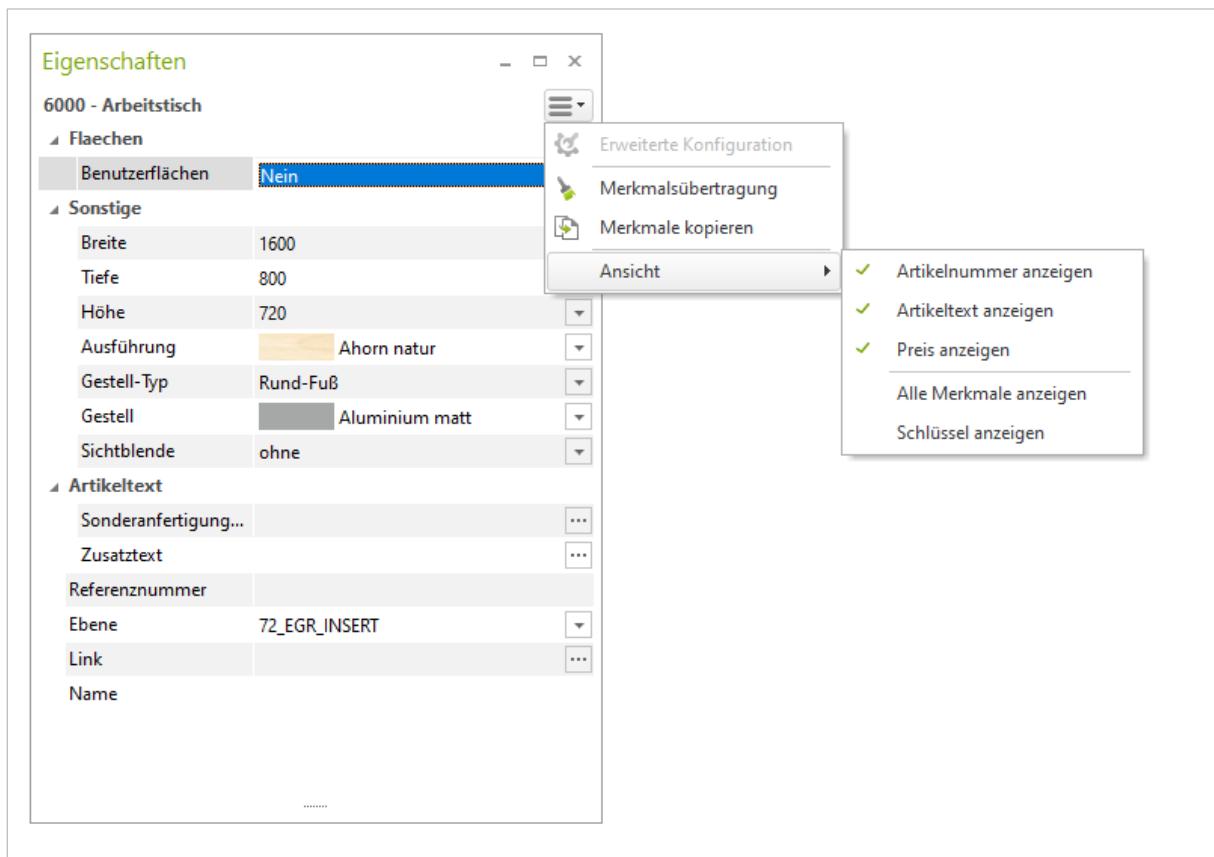 Eigenschaften
6000 - Arbeitstisch
Flaechen
Benutzerflächen Nein
Sonstige
Breite 1600
Tiefe 800
Höhe 720
Ausführung Ahorn natur
Gestell-Typ Rund-Fuß
Gestell Aluminium matt
Sichtblende ohne
Artikeltext
Sonderanfertigung...
Zusatztext
Referenznummer
Ebene 72_EGR_INSERT
Link
Name
Erweiterte Konfiguration
Merkmalsübertragung
Merkmale kopieren
Ansicht
Artikelnummer anzeigen
Artikeltext anzeigen
Preis anzeigen
Alle Merkmale anzeigen
Schlüssel anzeigen